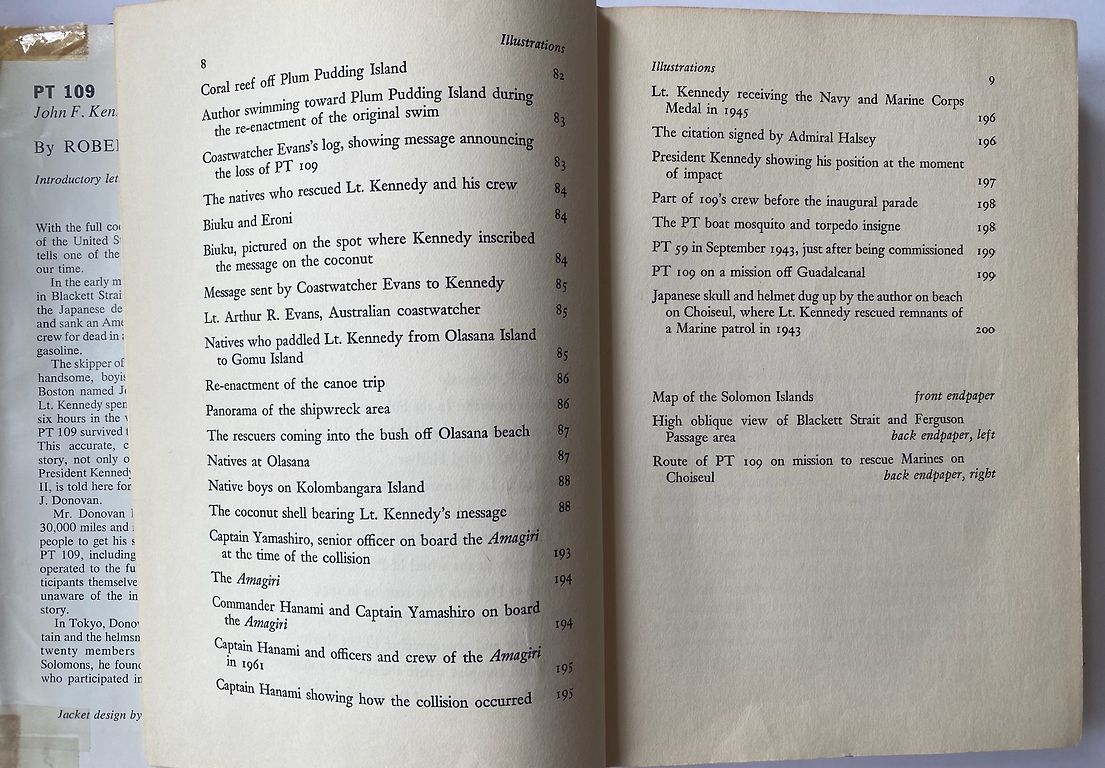 PT 109
John F. Ken
By ROBE
Introductory let
With the full
of the United S
tells one of the
our time.
In the early m
in Blackett Strai
the Japanese de
and sank an Ame
crew for dead in
gasoline.
The skipper of
handsome, boyis
Boston named J
Lt. Kennedy spen
six hours in the
PT 109 survived
This accurate, c
story, not only o
President Kennedy
II, is told here for
J. Donovan.
Mr. Donovan
30,000 miles and
people to get his s
PT 109, including
operated to the fu
ticipants themselve
unaware of the in
story.
In Tokyo, Donov
tain and the helmsn
twenty members
Solomons, he found
who participated in
Jacket design by
8
Illustrations
Coral reef off Plum Pudding Island 82
Author swimming toward Plum Pudding Island during
the re-enactment of the original swim 83
Coastwatcher Evans's log, showing message announcing
the loss of PT 109 83
The natives who rescued Lt. Kennedy and his crew 84
Biuku and Eroni 84
Biuku, pictured on the spot where Kennedy inscribed
the message on the coconut 84
Message sent by Coastwatcher Evans to Kennedy 85
Lt. Arthur R. Evans, Australian coastwatcher 85
Natives who paddled Lt. Kennedy from Olasana Island
to Gomu Island 85
Re-enactment of the canoe trip 86
Panorama of the shipwreck area 86
The rescuers coming into the bush off Olasana beach 87
Natives at Olasana 87
Native boys on Kolombangara Island 88
The coconut shell bearing Lt. Kennedy's message 88
Captain Yamashiro, senior officer on board the Amagiri
at the time of the collision 193
The Amagiri 194
Commander Hanami and Captain Yamashiro on board
the Amagiri 194
Captain Hanami and officers and crew of the Amagiri
in 1961 195
Captain Hanami showing how the collision occurred 195
Illustrations
9
Lt. Kennedy receiving the Navy and Marine Corps
Medal in 1945 196
The citation signed by Admiral Halsey 196
President Kennedy showing his position at the moment
of impact 197
Part of 109's crew before the inaugural parade 198
The PT boat mosquito and torpedo insigne 198
PT 59 in September 1943, just after being commissioned 199
PT 109 on a mission off Guadalcanal 199
Japanese skull and helmet dug up by the author on beach
on Choiseul, where Lt. Kennedy rescued remnants of
a Marine patrol in 1943 200
Map of the Solomon Islands front endpaper
High oblique view of Blackett Strait and Ferguson
Passage area back endpaper, left
Route of PT 109 on mission to rescue Marines on
Choiseul back endpaper, right